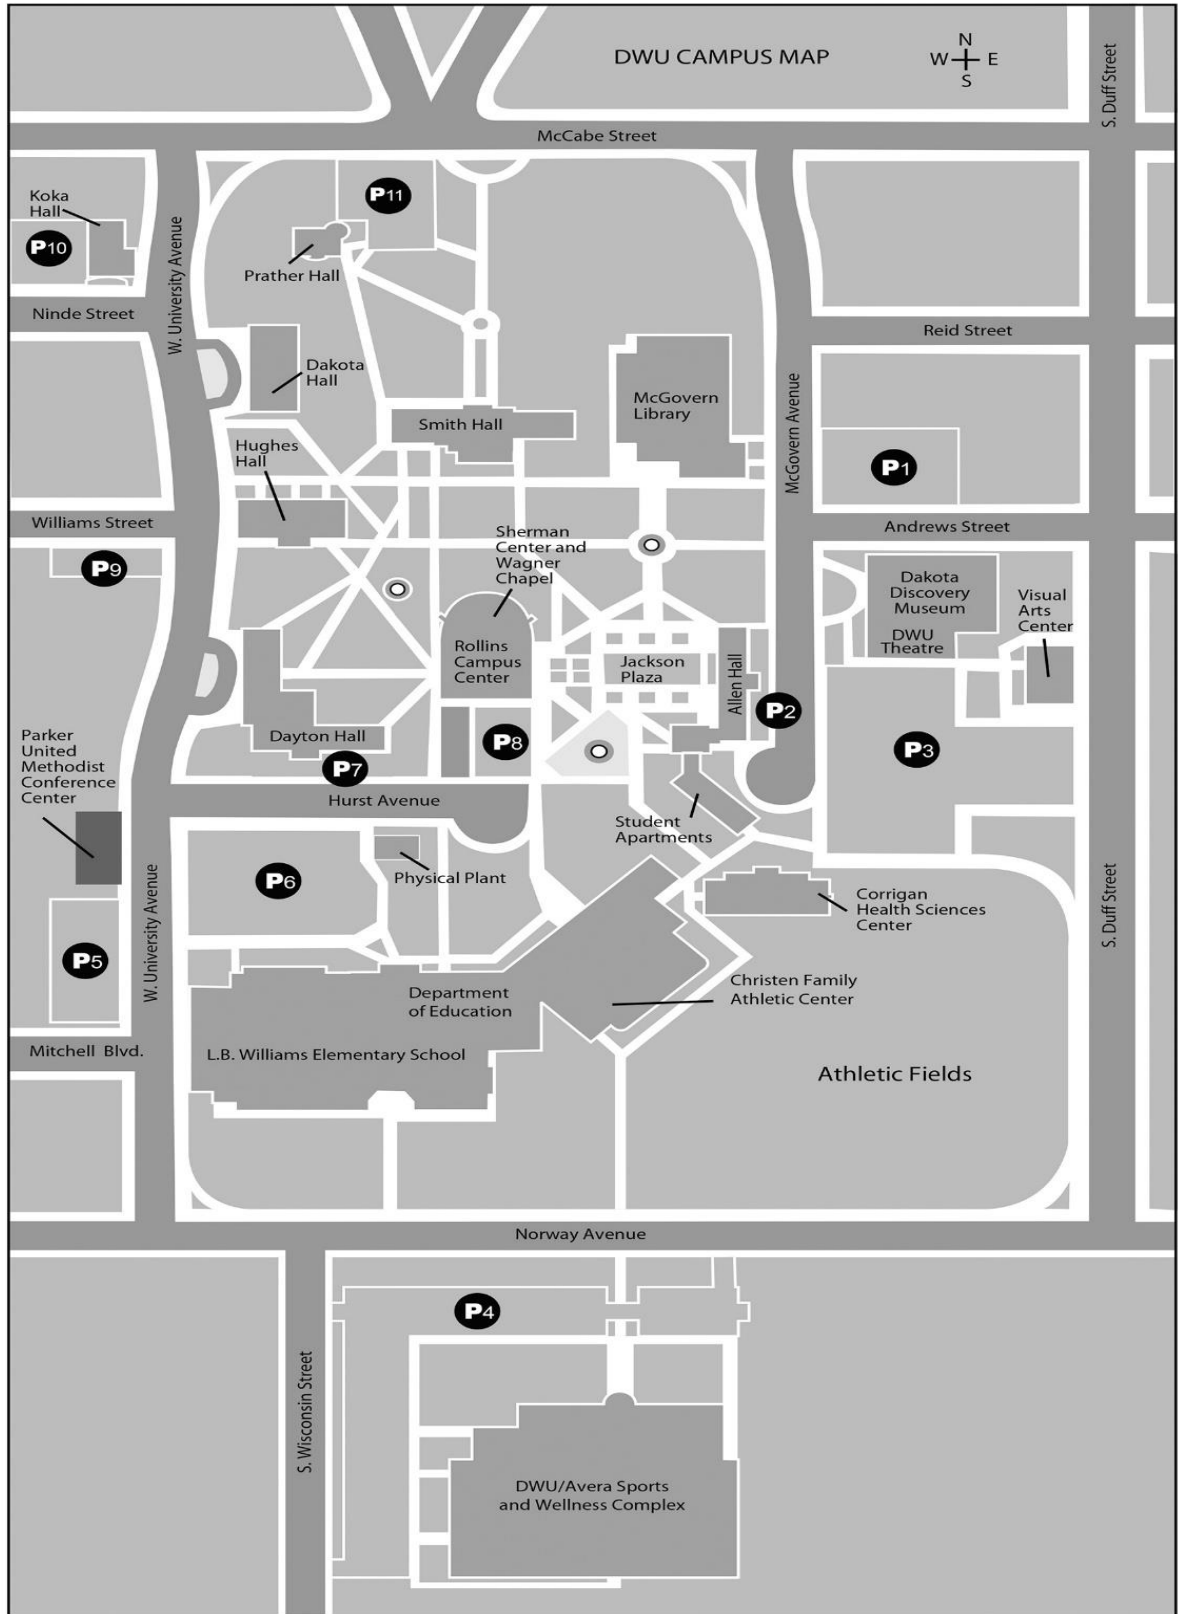 DWU CAMPUS MAP
N
W E
S
S. Duff Street
McCabe Street
Koka
Hall
P11
P10
W. University Avenue
Prather Hall
Ninde Street
Reid Street
Dakota
Hall
McGovern
Library
Smith Hall
McGovern Avenue
Hughes
Hall
P1
Williams Street
Andrews Street
Sherman
Center and
Wagner
Chapel
P9
Dakota
Discovery
Museum
DWU
Theatre
Visual
Arts
Center
Rollins
Campus
Center
Jackson
Plaza
Allen Hall
P2
Dayton Hall
P8
P3
Parker
United
Methodist
Conference
Center
P7
Hurst Avenue
Student
Apartments
P6
Physical Plant
Corrigan
Health Sciences
Center
W. University Avenue
S. Duff Street
P5
Department
of Education
Christen Family
Athletic Center
Mitchell Blvd.
L.B. Williams Elementary School
Athletic Fields
Norway Avenue
P4
S. Wisconsin Street
DWU/Avera Sports
and Wellness Complex